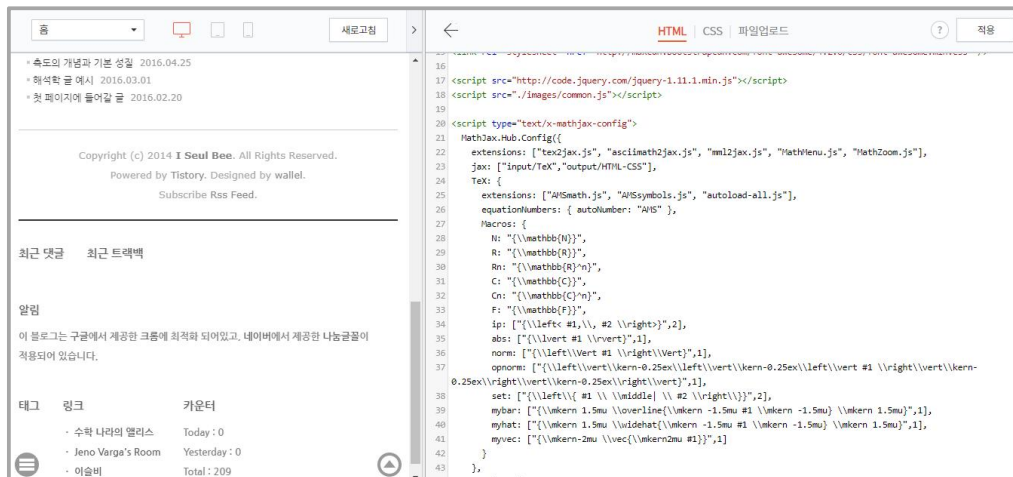 홈
새로고침
HTML | CSS | 파일업로드
?
적용
측도의 개념과 기본 성질 2016.04.25
해석학 글 예시 2016.03.01
첫 페이지에 들어갈 글 2016.02.20
Copyright (c) 2014 I Seul Bee. All Rights Reserved.
Powered by Tistory. Designed by wallel.
Subscribe Rss Feed.
최근 댓글 최근 트랙백
알림
이 블로그는 구글에서 제공한 크롬에 최적화 되어있고, 네이버에서 제공한 나눔글꼴이
적용되어 있습니다.
태그 링크 카운터
· 수학 나라의 앨리스 Today : 0
· Jeno Varga's Room Yesterday : 0
· 이슬비 Total : 209
16
17 <script src="http://code.jquery.com/jquery-1.11.1.min.js"></script>
18 <script src="./images/common.js"></script>
19
20 <script type="text/x-mathjax-config">
21 MathJax.Hub.Config({
22 extensions: ["tex2jax.js", "asciimath2jax.js", "mml2jax.js", "MathMenu.js", "MathZoom.js"],
23 jax: ["input/TeX","output/HTML-CSS"],
24 TeX: {
25 extensions: ["AMSmath.js", "AMSsymbols.js", "autoload-all.js"],
26 equationNumbers: { autoNumber: "AMS" },
27 Macros: {
28 N: "{\\mathbb{N}}",
29 R: "{\\mathbb{R}}",
30 Rn: "{\\mathbb{R}^n}",
31 C: "{\\mathbb{C}}",
32 Cn: "{\\mathbb{C}^n}",
33 F: "{\\mathbb{F}}",
34 ip: ["{\\left< #1,\\, #2 \\right>}",2],
35 abs: ["{\\lvert #1 \\rvert}",1],
36 norm: ["{\\left\\Vert #1 \\right\\Vert}",1],
37 opnorm: ["{\\left\\vert\\kern-0.25ex\\left\\vert\\kern-0.25ex\\left\\vert #1 \\right\\vert\\kern-
0.25ex\\right\\vert\\kern-0.25ex\\right\\vert}",1],
38 set: ["{\\left\\{ #1 \\ \\middle| \\ #2 \\right\\}}",2],
39 mybar: ["{\\mkern 1.5mu \\overline{\\mkern -1.5mu #1 \\mkern -1.5mu} \\mkern 1.5mu}",1],
40 myhat: ["{\\mkern 1.5mu \\widehat{\\mkern -1.5mu #1 \\mkern -1.5mu} \\mkern 1.5mu}",1],
41 myvec: ["{\\mkern-2mu \\vec{\\mkern2mu #1}}",1]
42 }
43 },